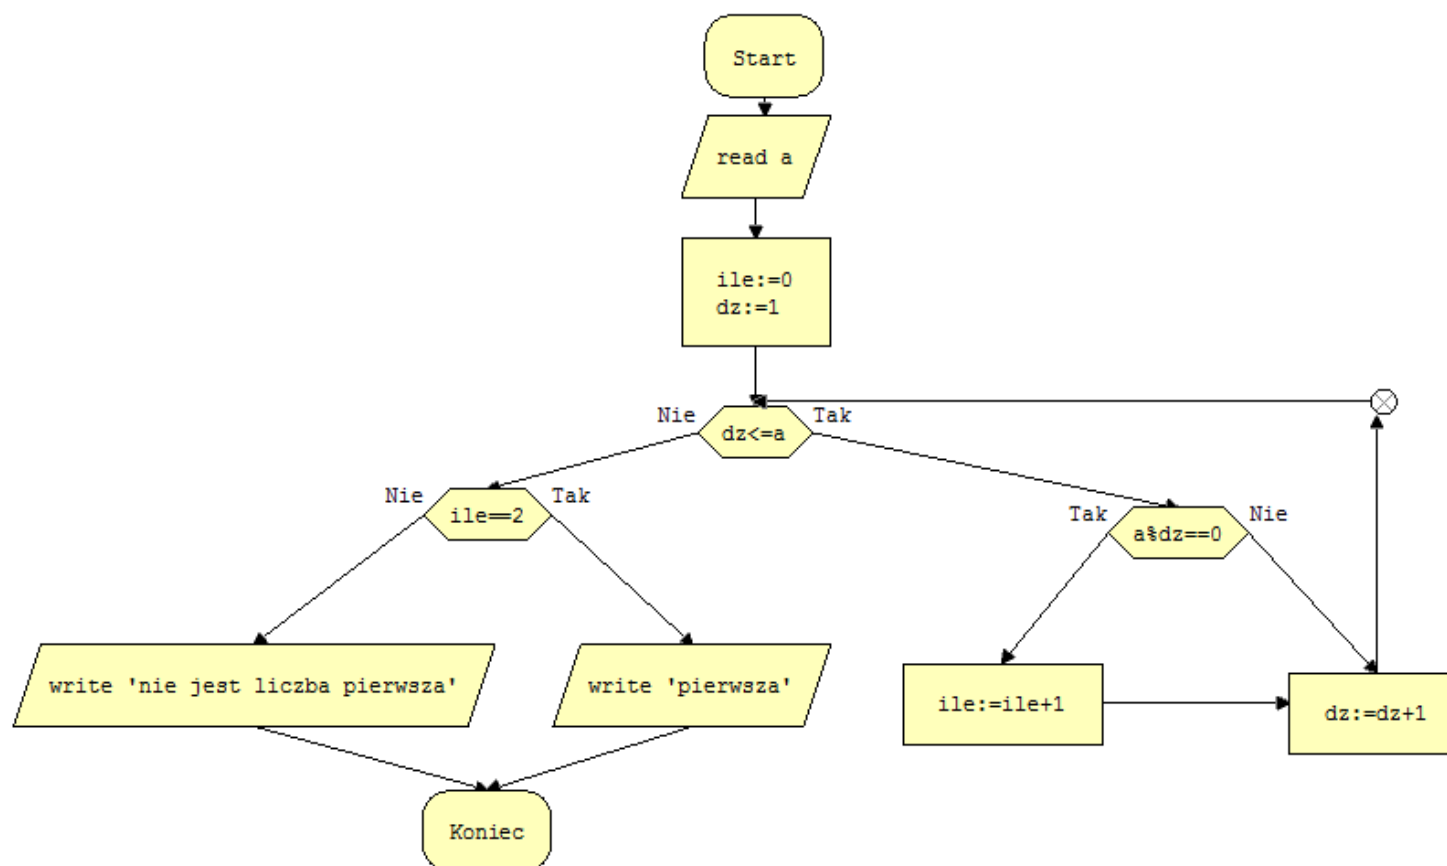 Start
read a
ile:=0
dz:=1
Nie
dz<=a
Tak
Nie
ile==2
Tak
Tak
a%dz==0
Nie
write 'nie jest liczba pierwsza'
write 'pierwsza'
ile:=ile+1
dz:=dz+1
Koniec